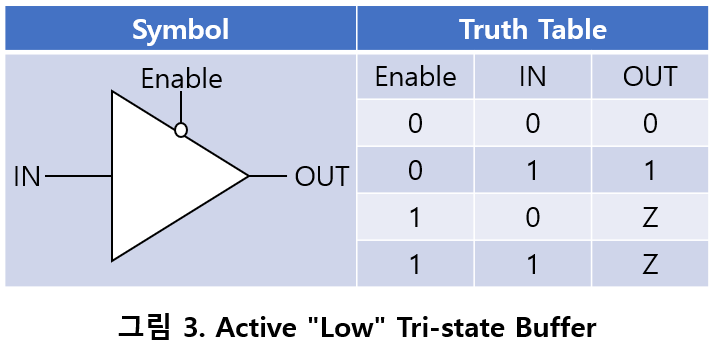 Symbol Truth Table
Enable Enable IN OUT
0 0 0
IN OUT 0 1 1
1 0 Z
1 1 Z
그림 3. Active "Low" Tri-state Buffer